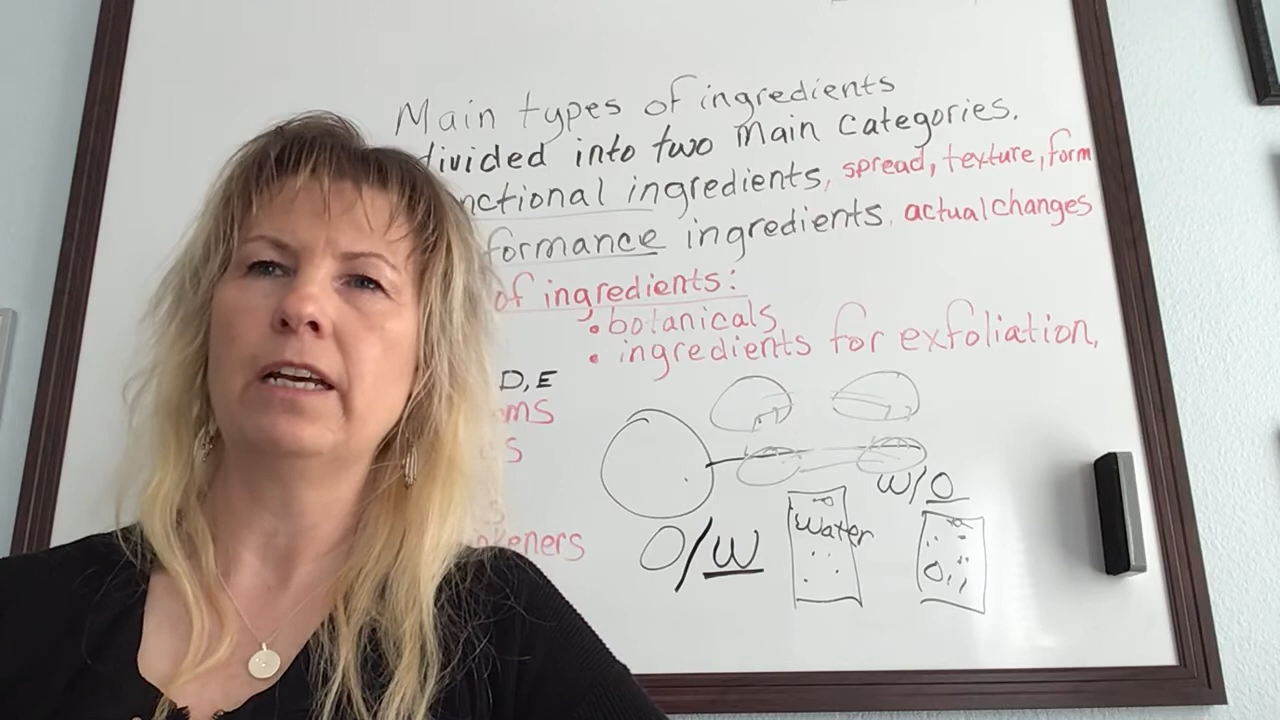 Main types of ingredients
divided into two main categories.
nctional ingredients, spread, texture, form
formance ingredients. actual changes
of ingredients:
• botanicals
• ingredients for exfoliation,
D, E
ms
s
s
keners
W/O
O/W
Water
Oil